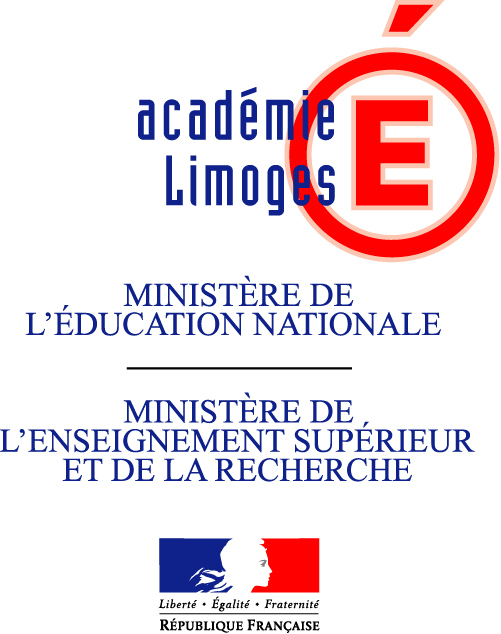 académie
Limoges
É
MINISTÈRE DE
L'ÉDUCATION NATIONALE
MINISTÈRE DE
L'ENSEIGNEMENT SUPÉRIEUR
ET DE LA RECHERCHE
Liberté • Égalité • Fraternité
RÉPUBLIQUE FRANÇAISE